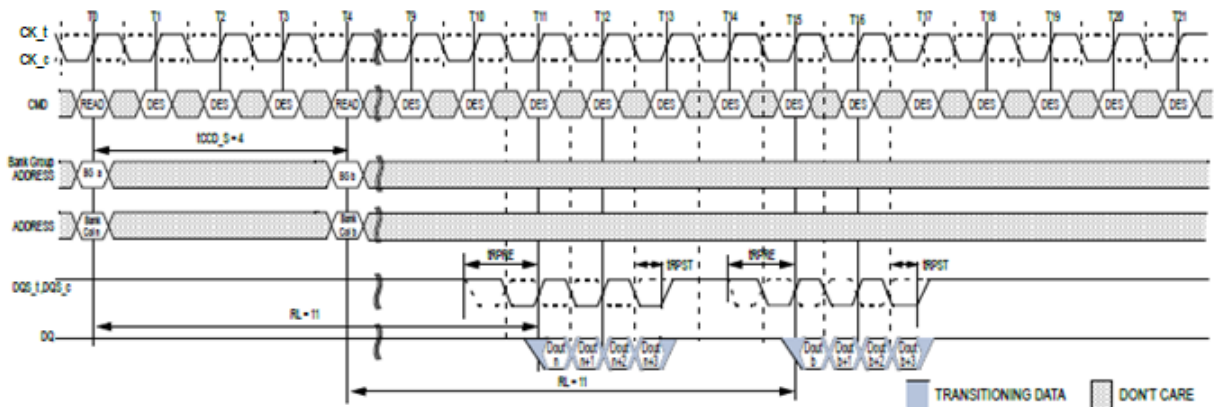 T0 T1 T2 T3 T4 T9 T10 T11 T12 T13 T14 T15 T16 T17 T18 T19 T20 T21
CK_t
CK_c
CMD READ DES DES DES READ DES DES DES DES DES DES DES DES DES DES DES DES DES
tCCD_S = 4
Bank Group
ADDRESS BG a BG b
ADDRESS Bank Col n Bank Col b
tRPRE tRPST tRPRE tRPST
DQS_t,DQS_c
RL = 11
DQ Dout n Dout n+1 Dout n+2 Dout n+3 Dout b Dout b+1 Dout b+2 Dout b+3
RL = 11
TRANSITIONING DATA DON'T CARE